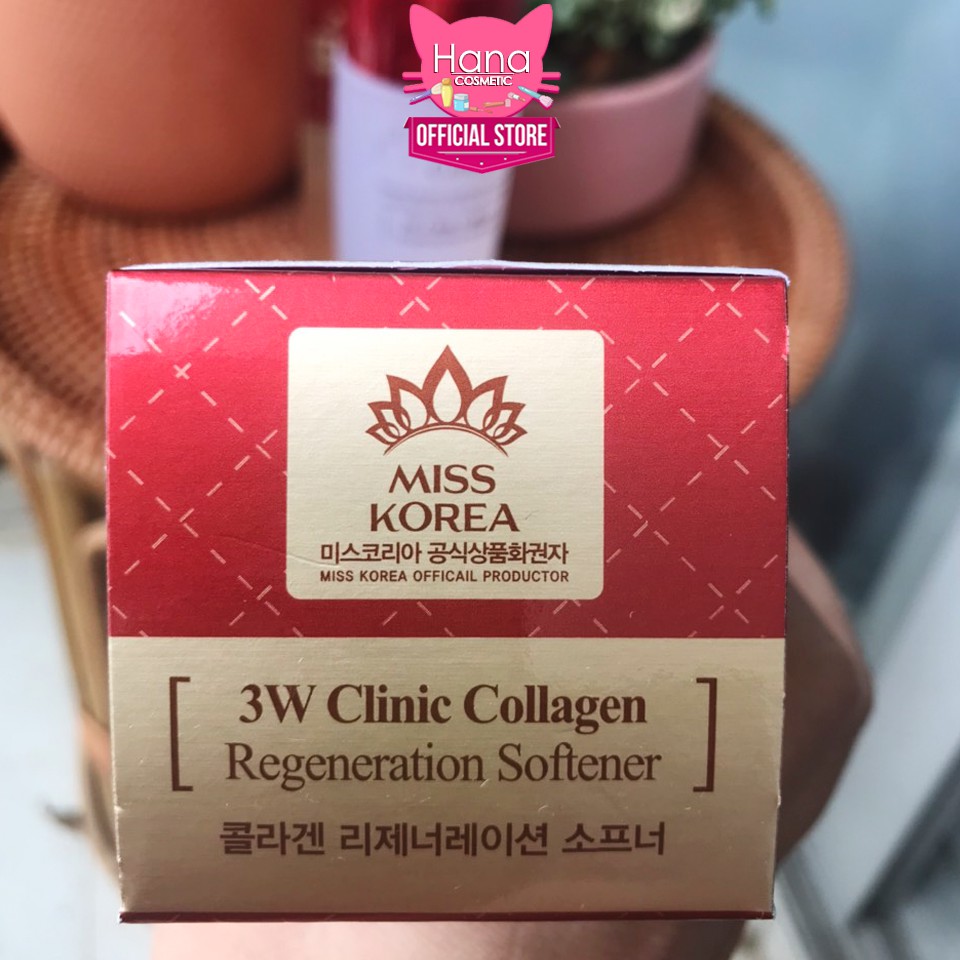 Hana
COSMETIC
OFFICIAL STORE
MISS
KOREA
미스코리아 공식상품화권자
MISS KOREA OFFICAIL PRODUCTOR
[ 3W Clinic Collagen
Regeneration Softener ]
콜라겐 리제너레이션 소프너